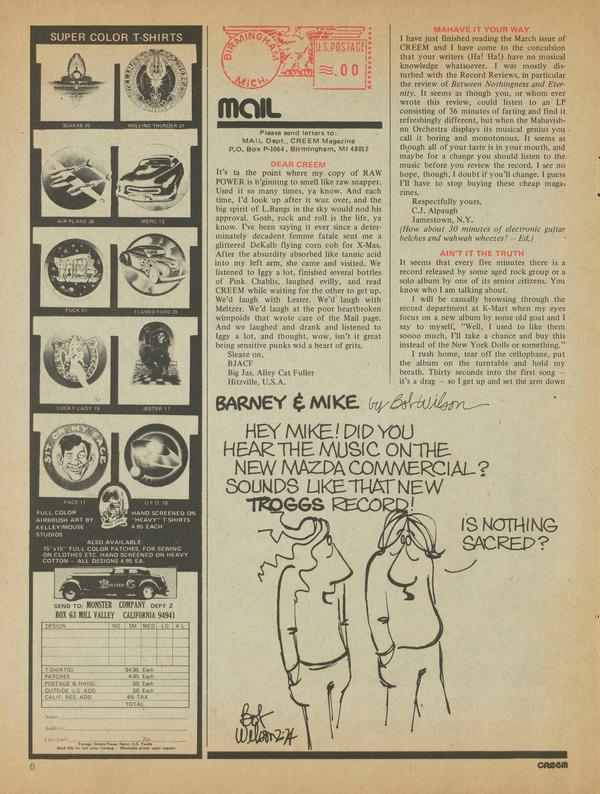 SUPER COLOR T-SHIRTS
SCARAB 20
ROLLING THUNDER 21
AIR PLANE 38
MERC 13
FUCK 07
FLAMED FORD 39
LUCKY LADY 15
JESTER 17
SIT ON MY FACE
FACE 11
U.F.O. 18
FULL COLOR
AIRBRUSH ART BY
KELLEY/MOUSE
STUDIOS
HAND SCREENED ON
"HEAVY" T SHIRTS
4.95 EACH
ALSO AVAILABLE:
15"x15" FULL COLOR PATCHES, FOR SEWING
ON CLOTHES ETC. HAND SCREENED ON HEAVY
COTTON - ALL DESIGNS 4.95 EA.
MONSTER CO
SEND TO: MONSTER COMPANY DEPT Z
BOX 63 MILL VALLEY CALIFORNIA 94941
DESIGN NO. SM MED LG X L
T-SHIRT(S) $4.95 Each
PATCHES 4.95 Each
POSTAGE & HAND. .50 Each
OUTSIDE U.S. ADD .50 Each
CALIF. RES. ADD 6% TAX
TOTAL
Name
Address
City-State Zip
Foreign Orders Please Remit U.S. Funds
Send 50¢ for full color Catalog - Wholesale prices upon request
6
BIRMINGHAM
MICH.
U.S. POSTAGE
.00
MAIL
Please send letters to:
MAIL Dept., CREEM Magazine
P.O. Box P-1064, Birmingham, MI 48012
DEAR CREEM
It's ta the point where my copy of RAW
POWER is b'ginning to smell like raw snapper.
Used it so many times, ya know. And each
time, I'd look up after it wuz over, and the
big spirit of L.Bangs in the sky would nod his
approval. Gosh, rock and roll is the life, ya
know. I've been saying it ever since a deter-
minately decadent femme fatale sent me a
glittered DeKalb flying corn cob for X-Mas.
After the absurdity absorbed like tannic acid
into my left arm, she came and visited. We
listened to Iggy a lot, finished several bottles
of Pink Chablis, laughed evilly, and read
CREEM while waiting for the other to get up.
We'd laugh with Lester. We'd laugh with
Meltzer. We'd laugh at the poor heartbroken
wimpoids that wrote care of the Mail page.
And we laughed and drank and listened to
Iggy a lot, and thought, wow, isn't it great
being sensitive punks wid a heart of grits.
Sleaze on,
BJACF
Big Jas. Alley Cat Fuller
Hitzville, U.S.A.
MAHAVE IT YOUR WAY
I have just finished reading the March issue of
CREEM and I have come to the conculsion
that your writers (Ha! Ha!) have no musical
knowledge whatsoever. I was mostly dis-
turbed with the Record Reviews, in particular
the review of Between Nothingness and Eter-
nity. It seems as though you, or whom ever
wrote this review, could listen to an LP
consisting of 36 minutes of farting and find it
refreshingly different, but when the Mahavish-
nu Orchestra displays its musical genius you
call it boring and monotonous. It seems as
though all of your taste is in your mouth, and
maybe for a change you should listen to the
music before you review the record. I see no
hope, though, I doubt if you'll change. I guess
I'll have to stop buying these cheap maga-
zines.
Respectfully yours,
C.J. Alpaugh
Jamestown, N.Y.
(How about 30 minutes of electronic guitar
belches and wahwah wheezes? – Ed.)
AIN'T IT THE TRUTH
It seems that every five minutes there is a
record released by some aged rock group or a
solo album by one of its senior citizens. You
know who I am talking about.
I will be casually browsing through the
record department at K-Mart when my eyes
focus on a new album by some old goat and I
say to myself, "Well, I used to like them
soooo much, I'll take a chance and buy this
instead of the New York Dolls or something."
I rush home, tear off the cellophane, put
the album on the turntable and hold my
breath. Thirty seconds into the first song –
it's a drag – so I get up and set the arm down
BARNEY & MIKE by Bob Wilson
HEY MIKE! DID YOU
HEAR THE MUSIC ON THE
NEW MAZDA COMMERCIAL?
SOUNDS LIKE THAT NEW
TROGGS RECORD!
IS NOTHING
SACRED?
Bob
Wilson 2-74
CREEM